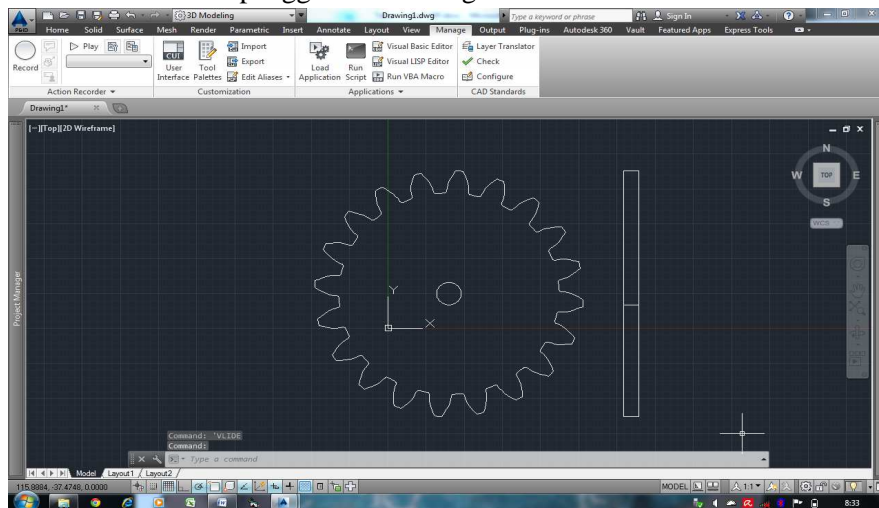 3D Modeling
Drawing1.dwg
Type a keyword or phrase
Sign In
Home Solid Surface Mesh Render Parametric Insert Annotate Layout View Manage Output Plug-ins Autodesk 360 Vault Featured Apps Express Tools
Record
Play
CUI
User Interface
Tool Palettes
Import
Export
Edit Aliases
Load Application
Run Script
Visual Basic Editor
Visual LISP Editor
Run VBA Macro
Layer Translator
Check
Configure
Action Recorder
Customization
Applications
CAD Standards
Drawing1*
[−][Top][2D Wireframe]
N
W TOP E
S
WCS
Project Manager
Y
X
Command: 'VLIDE
Command:
Type a command
Model Layout1 Layout2
115.9884, -37.4748, 0.0000
MODEL
1:1
8:33